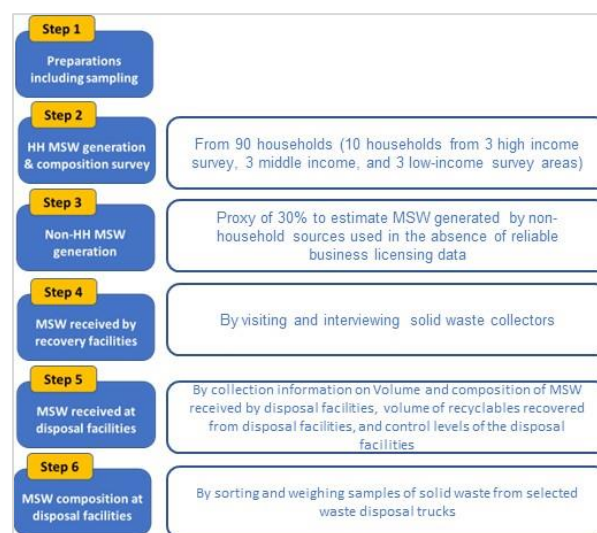 Step 1
Preparations
including sampling
Step 2
HH MSW generation
& composition survey
From 90 households (10 households from 3 high income
survey, 3 middle income, and 3 low-income survey areas)
Step 3
Non-HH MSW
generation
Proxy of 30% to estimate MSW generated by non-
household sources used in the absence of reliable
business licensing data
Step 4
MSW received by
recovery facilities
By visiting and interviewing solid waste collectors
Step 5
MSW received at
disposal facilities
By collection information on Volume and composition of MSW
received by disposal facilities, volume of recyclables recovered
from disposal facilities, and control levels of the disposal
facilities
Step 6
MSW composition at
disposal facilities
By sorting and weighing samples of solid waste from selected
waste disposal trucks